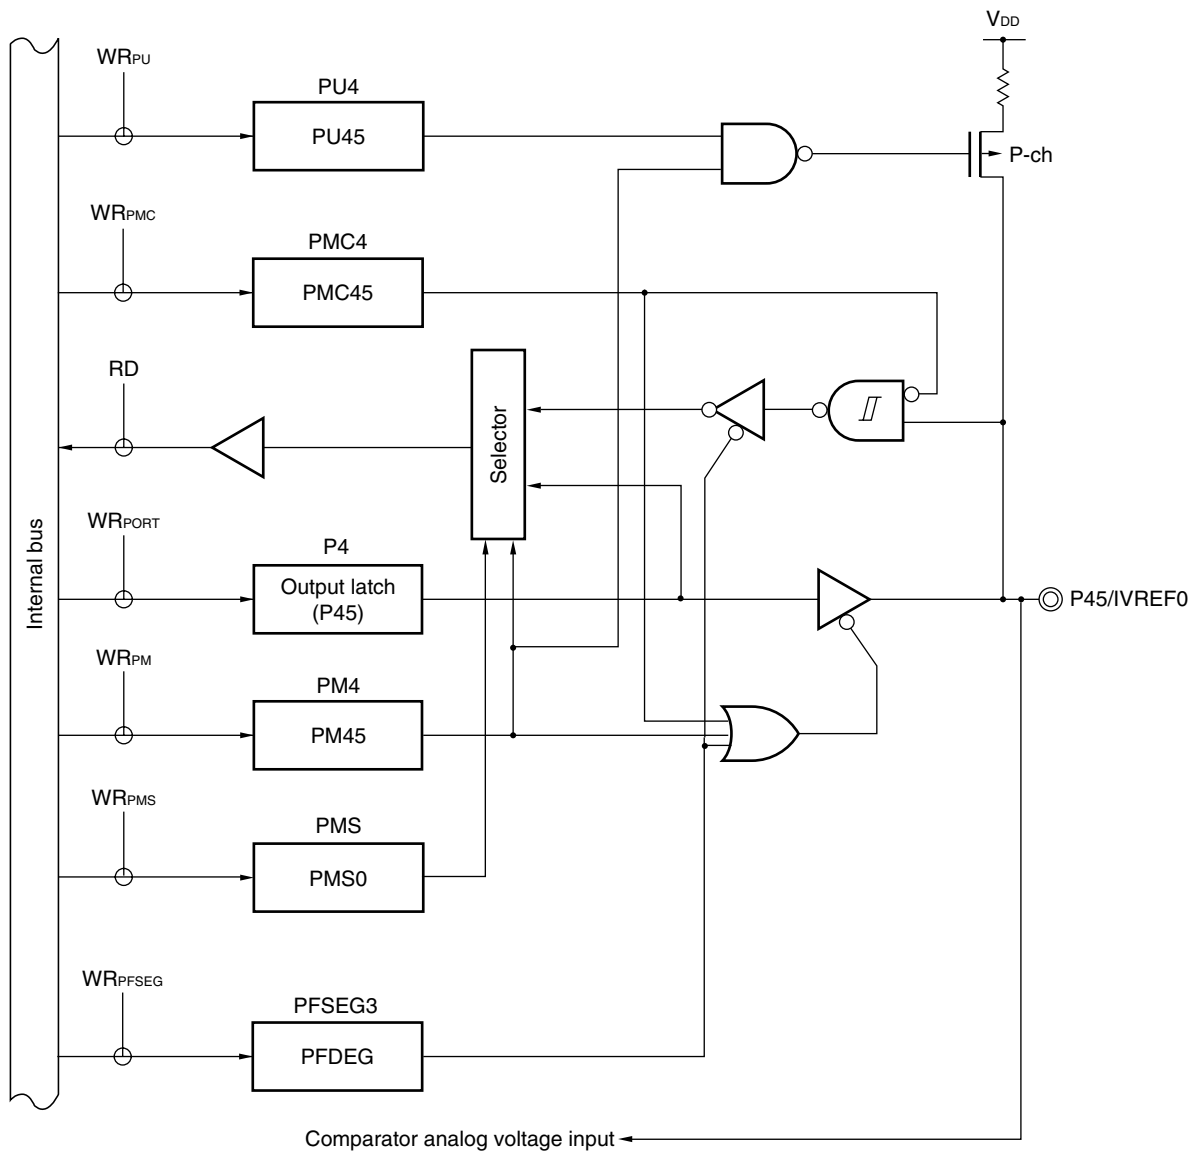 VDD
WRPU
PU4
PU45
P-ch
WRPMC
PMC4
PMC45
RD
Selector
WRPORT
P4
Output latch
(P45)
P45/IVREF0
Internal bus
WRPM
PM4
PM45
WRPMS
PMS
PMS0
WRPFSEG
PFSEG3
PFDEG
Comparator analog voltage input